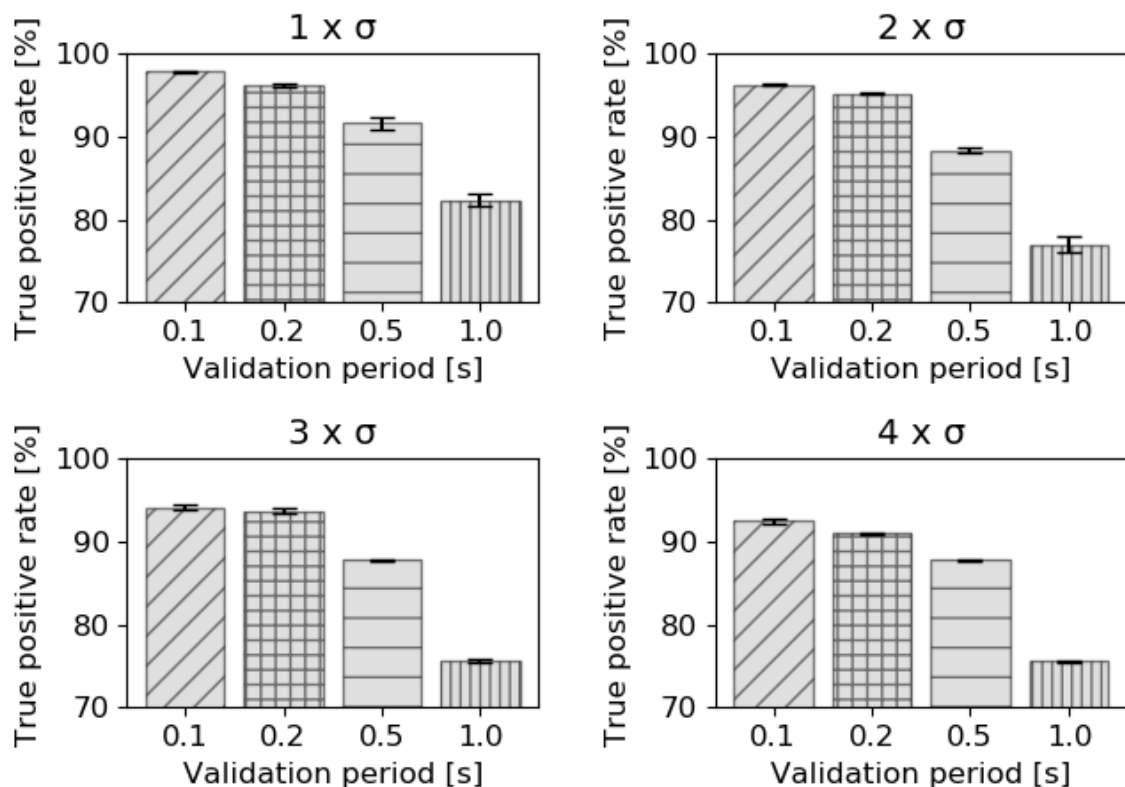 1 x σ
True positive rate [%]
100
90
80
70
0.1 0.2 0.5 1.0
Validation period [s]
2 x σ
True positive rate [%]
100
90
80
70
0.1 0.2 0.5 1.0
Validation period [s]
3 x σ
True positive rate [%]
100
90
80
70
0.1 0.2 0.5 1.0
Validation period [s]
4 x σ
True positive rate [%]
100
90
80
70
0.1 0.2 0.5 1.0
Validation period [s]